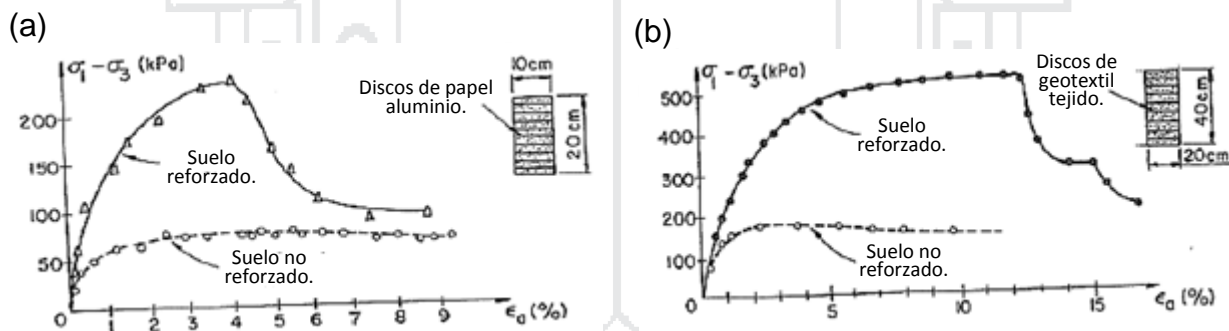 (a)
σ₁ - σ₃ (kPa)
200
150
100
50
0
1 2 3 4 5 6 7 8 9
εₐ (%)
10cm
20cm
Discos de papel
aluminio.
Suelo
reforzado.
Suelo no
reforzado.
(b)
σ₁ - σ₃ (kPa)
500
400
300
200
100
0
5 10 15
εₐ (%)
Discos de
geotextil
tejido.
40cm
20cm
Suelo
reforzado.
Suelo no
reforzado.